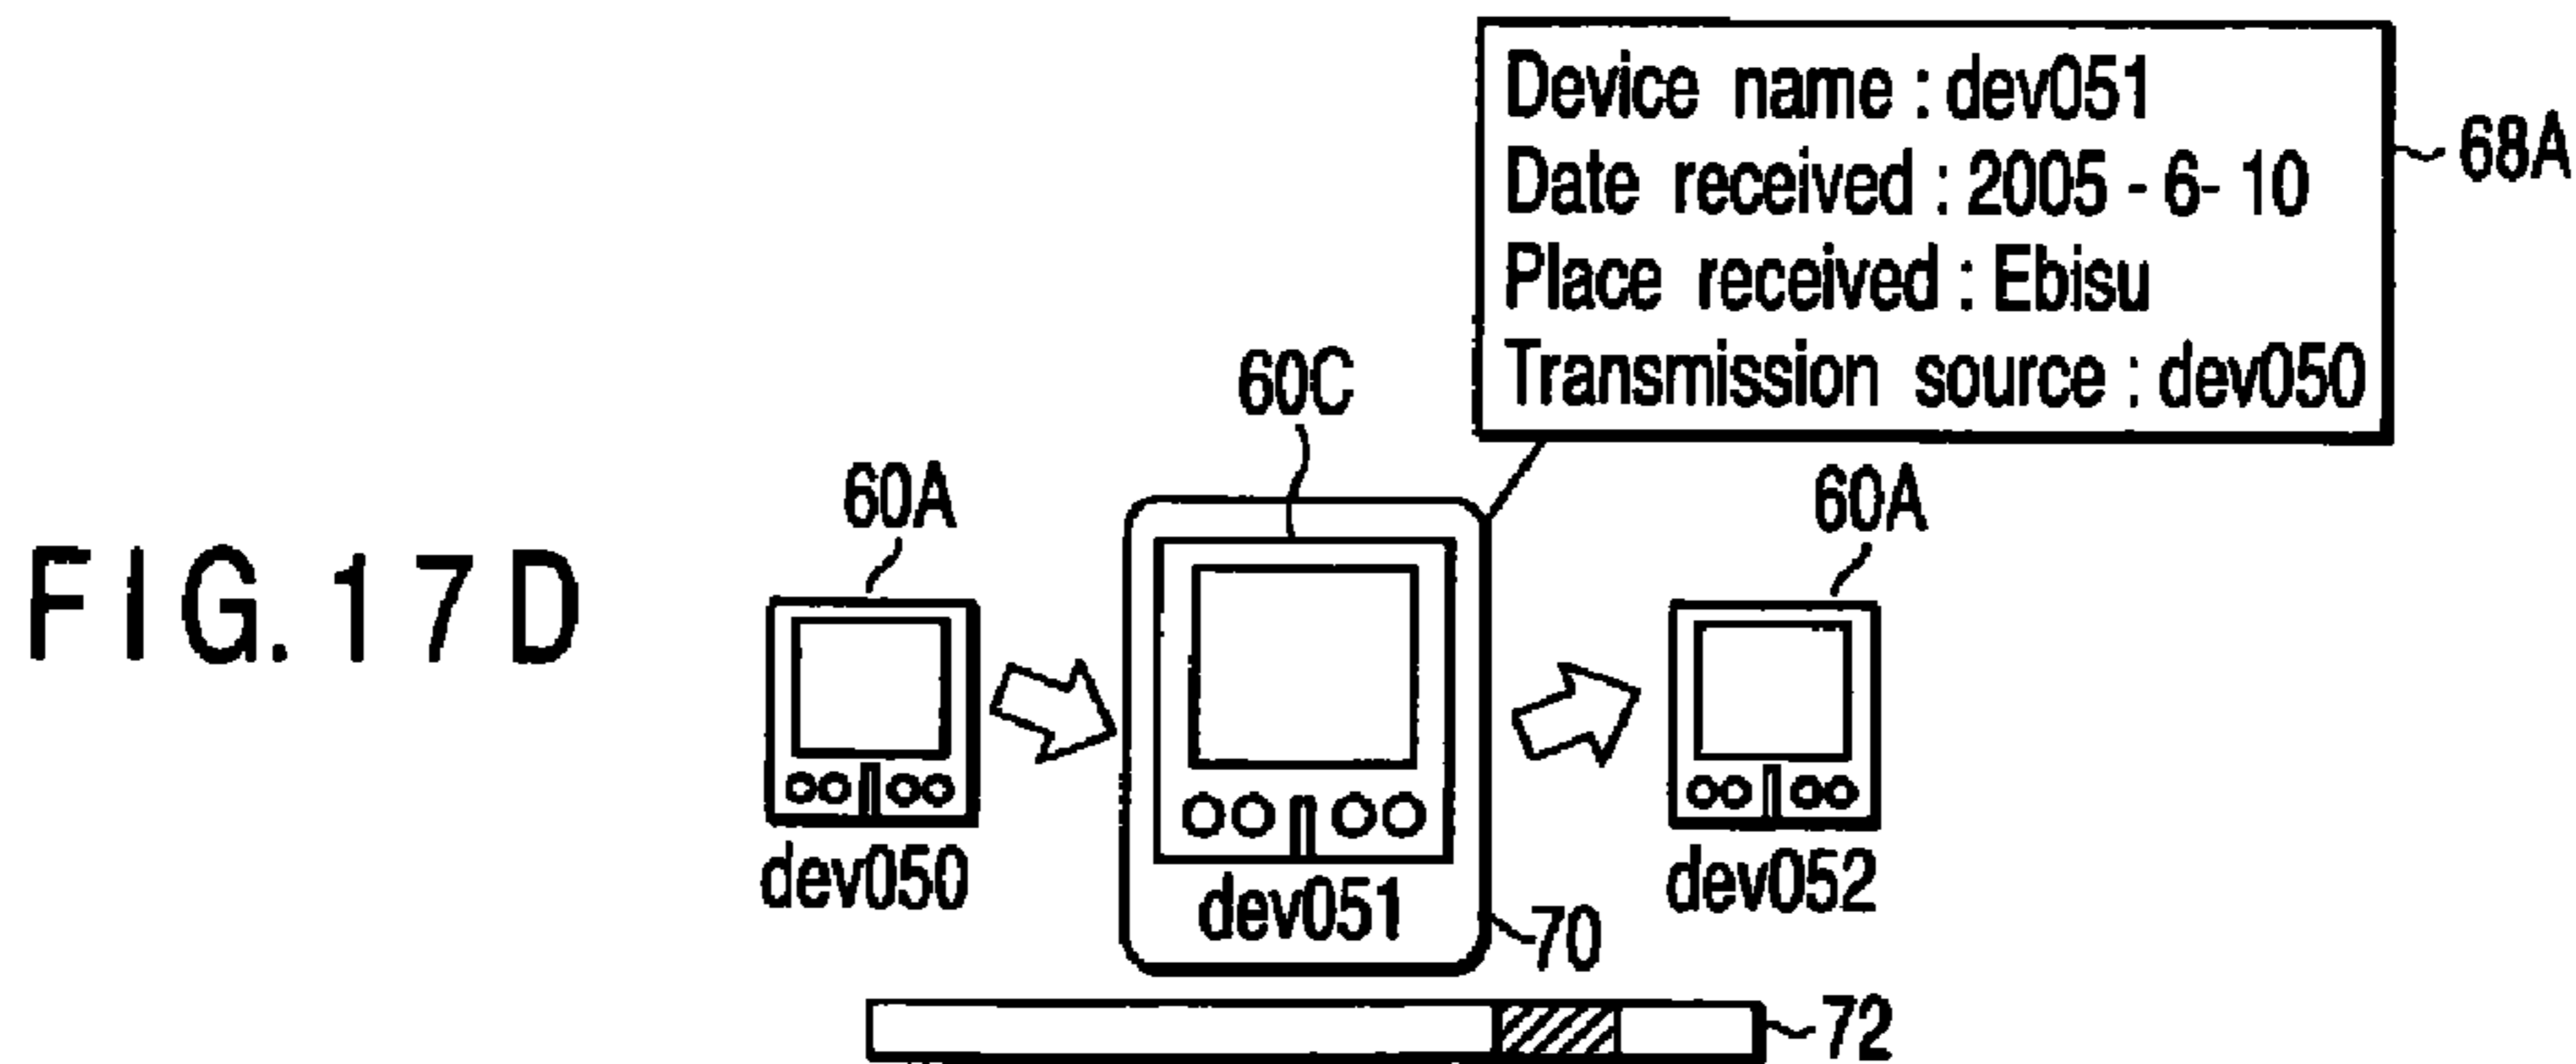 Device name : dev051
Date received : 2005 - 6- 10
Place received : Ebisu
Transmission source : dev050
68A
60C
60A
60A
FIG. 17D
dev050
dev051
dev052
70
72